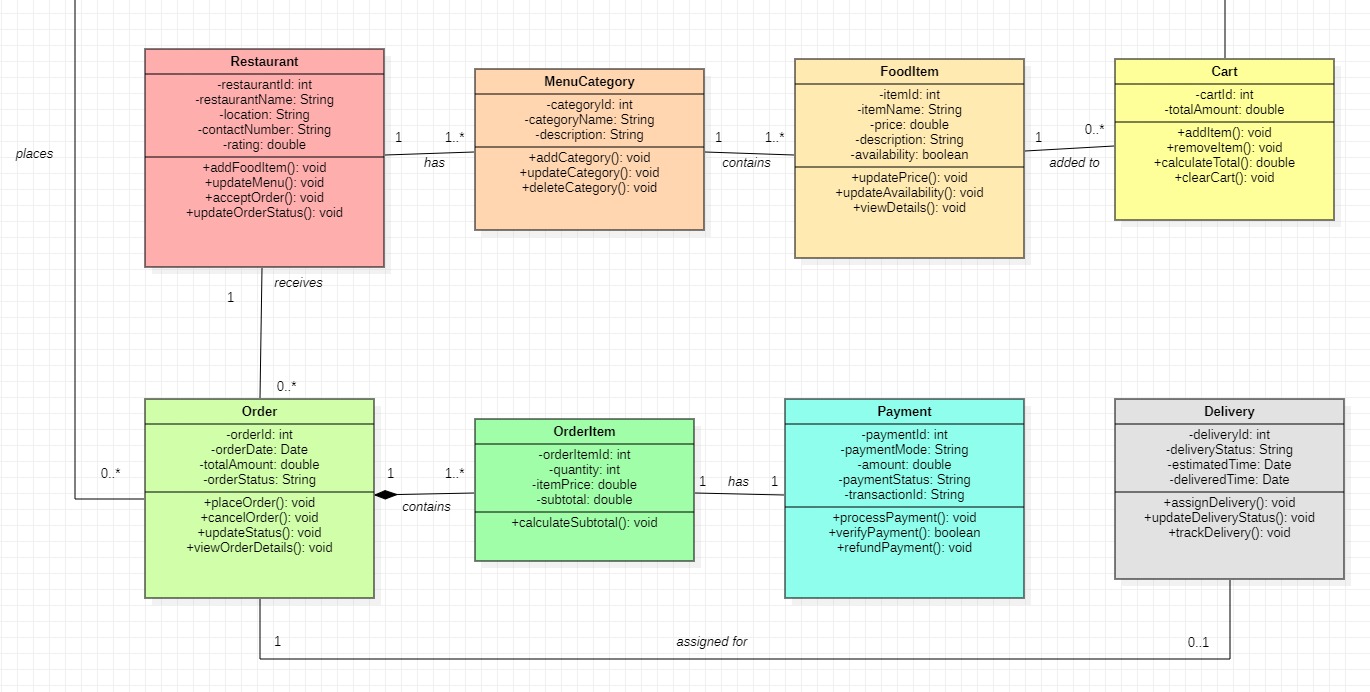 places
Restaurant
-restaurantId: int
-restaurantName: String
-location: String
-contactNumber: String
-rating: double
+addFoodItem(): void
+updateMenu(): void
+acceptOrder(): void
+updateOrderStatus(): void
1
1..*
has
MenuCategory
-categoryId: int
-categoryName: String
-description: String
+addCategory(): void
+updateCategory(): void
+deleteCategory(): void
1
1..*
contains
FoodItem
-itemId: int
-itemName: String
-price: double
-description: String
-availability: boolean
+updatePrice(): void
+updateAvailability(): void
+viewDetails(): void
1
0..*
added to
Cart
-cartId: int
-totalAmount: double
+addItem(): void
+removeItem(): void
+calculateTotal(): double
+clearCart(): void
receives
1
0..*
0..*
Order
-orderId: int
-orderDate: Date
-totalAmount: double
-orderStatus: String
+placeOrder(): void
+cancelOrder(): void
+updateStatus(): void
+viewOrderDetails(): void
1
1..*
contains
OrderItem
-orderItemId: int
-quantity: int
-itemPrice: double
-subtotal: double
+calculateSubtotal(): void
1
has
1
Payment
-paymentId: int
-paymentMode: String
-amount: double
-paymentStatus: String
-transactionId: String
+processPayment(): void
+verifyPayment(): boolean
+refundPayment(): void
Delivery
-deliveryId: int
-deliveryStatus: String
-estimatedTime: Date
-deliveredTime: Date
+assignDelivery(): void
+updateDeliveryStatus(): void
+trackDelivery(): void
1
assigned for
0..1